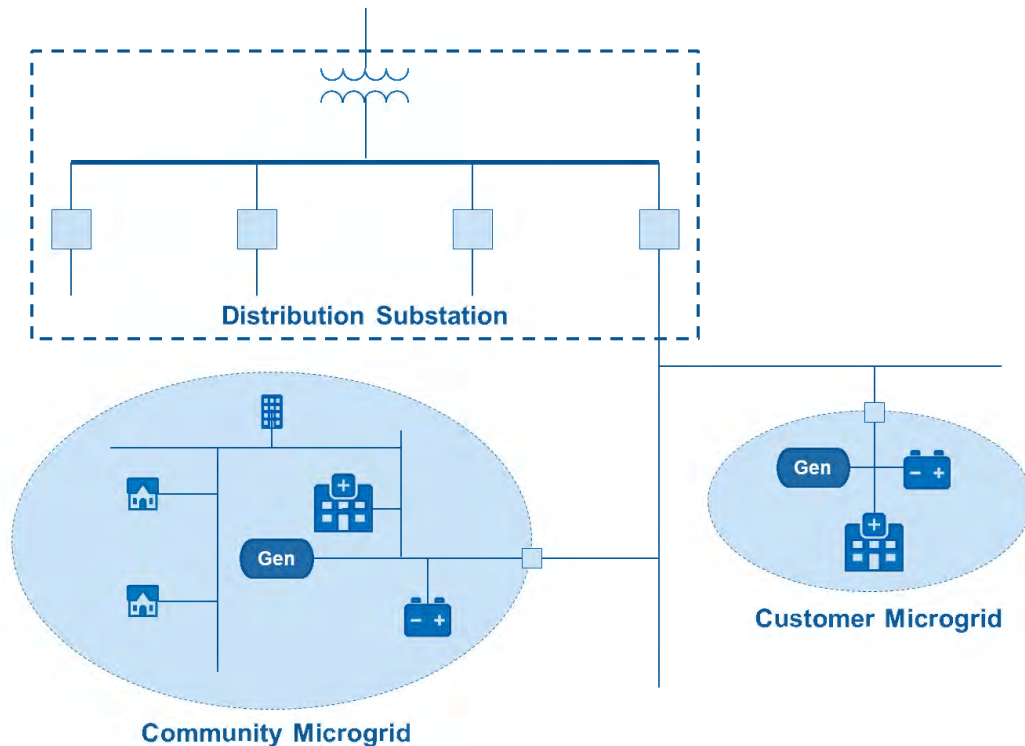 Distribution Substation
Gen
Gen
Customer Microgrid
Community Microgrid